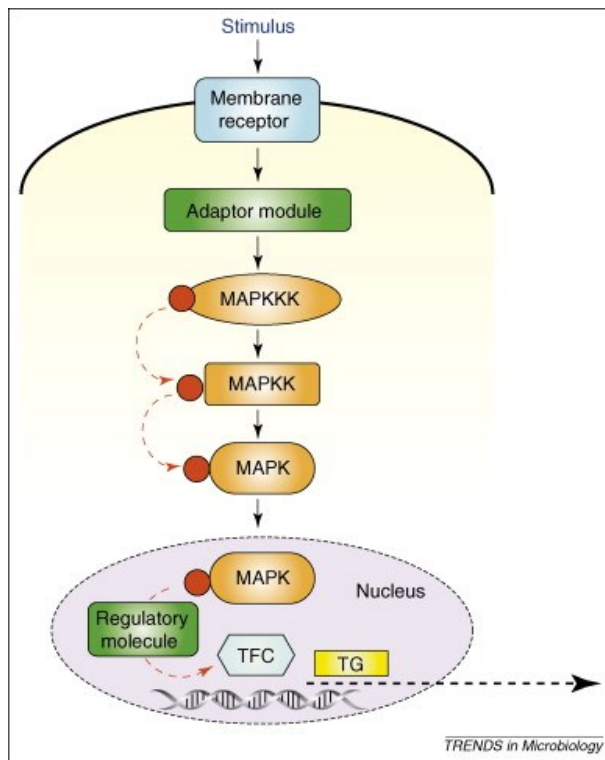 Stimulus
Membrane
receptor
Adaptor module
MAPKKK
MAPKK
MAPK
MAPK
Nucleus
Regulatory
molecule
TFC
TG
TRENDS in Microbiology